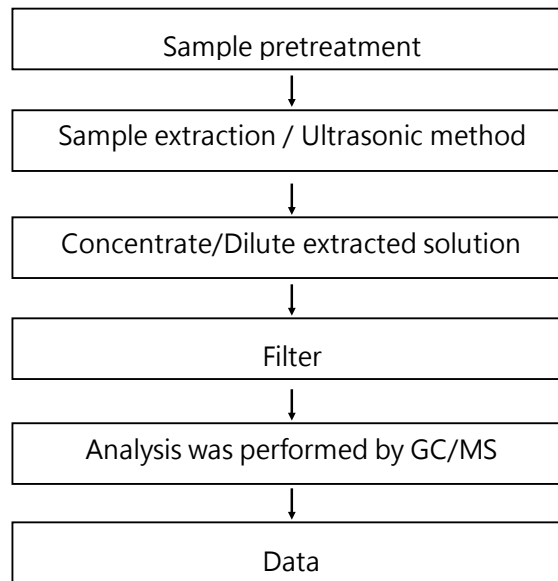 Sample pretreatment
Sample extraction / Ultrasonic method
Concentrate/Dilute extracted solution
Filter
Analysis was performed by GC/MS
Data